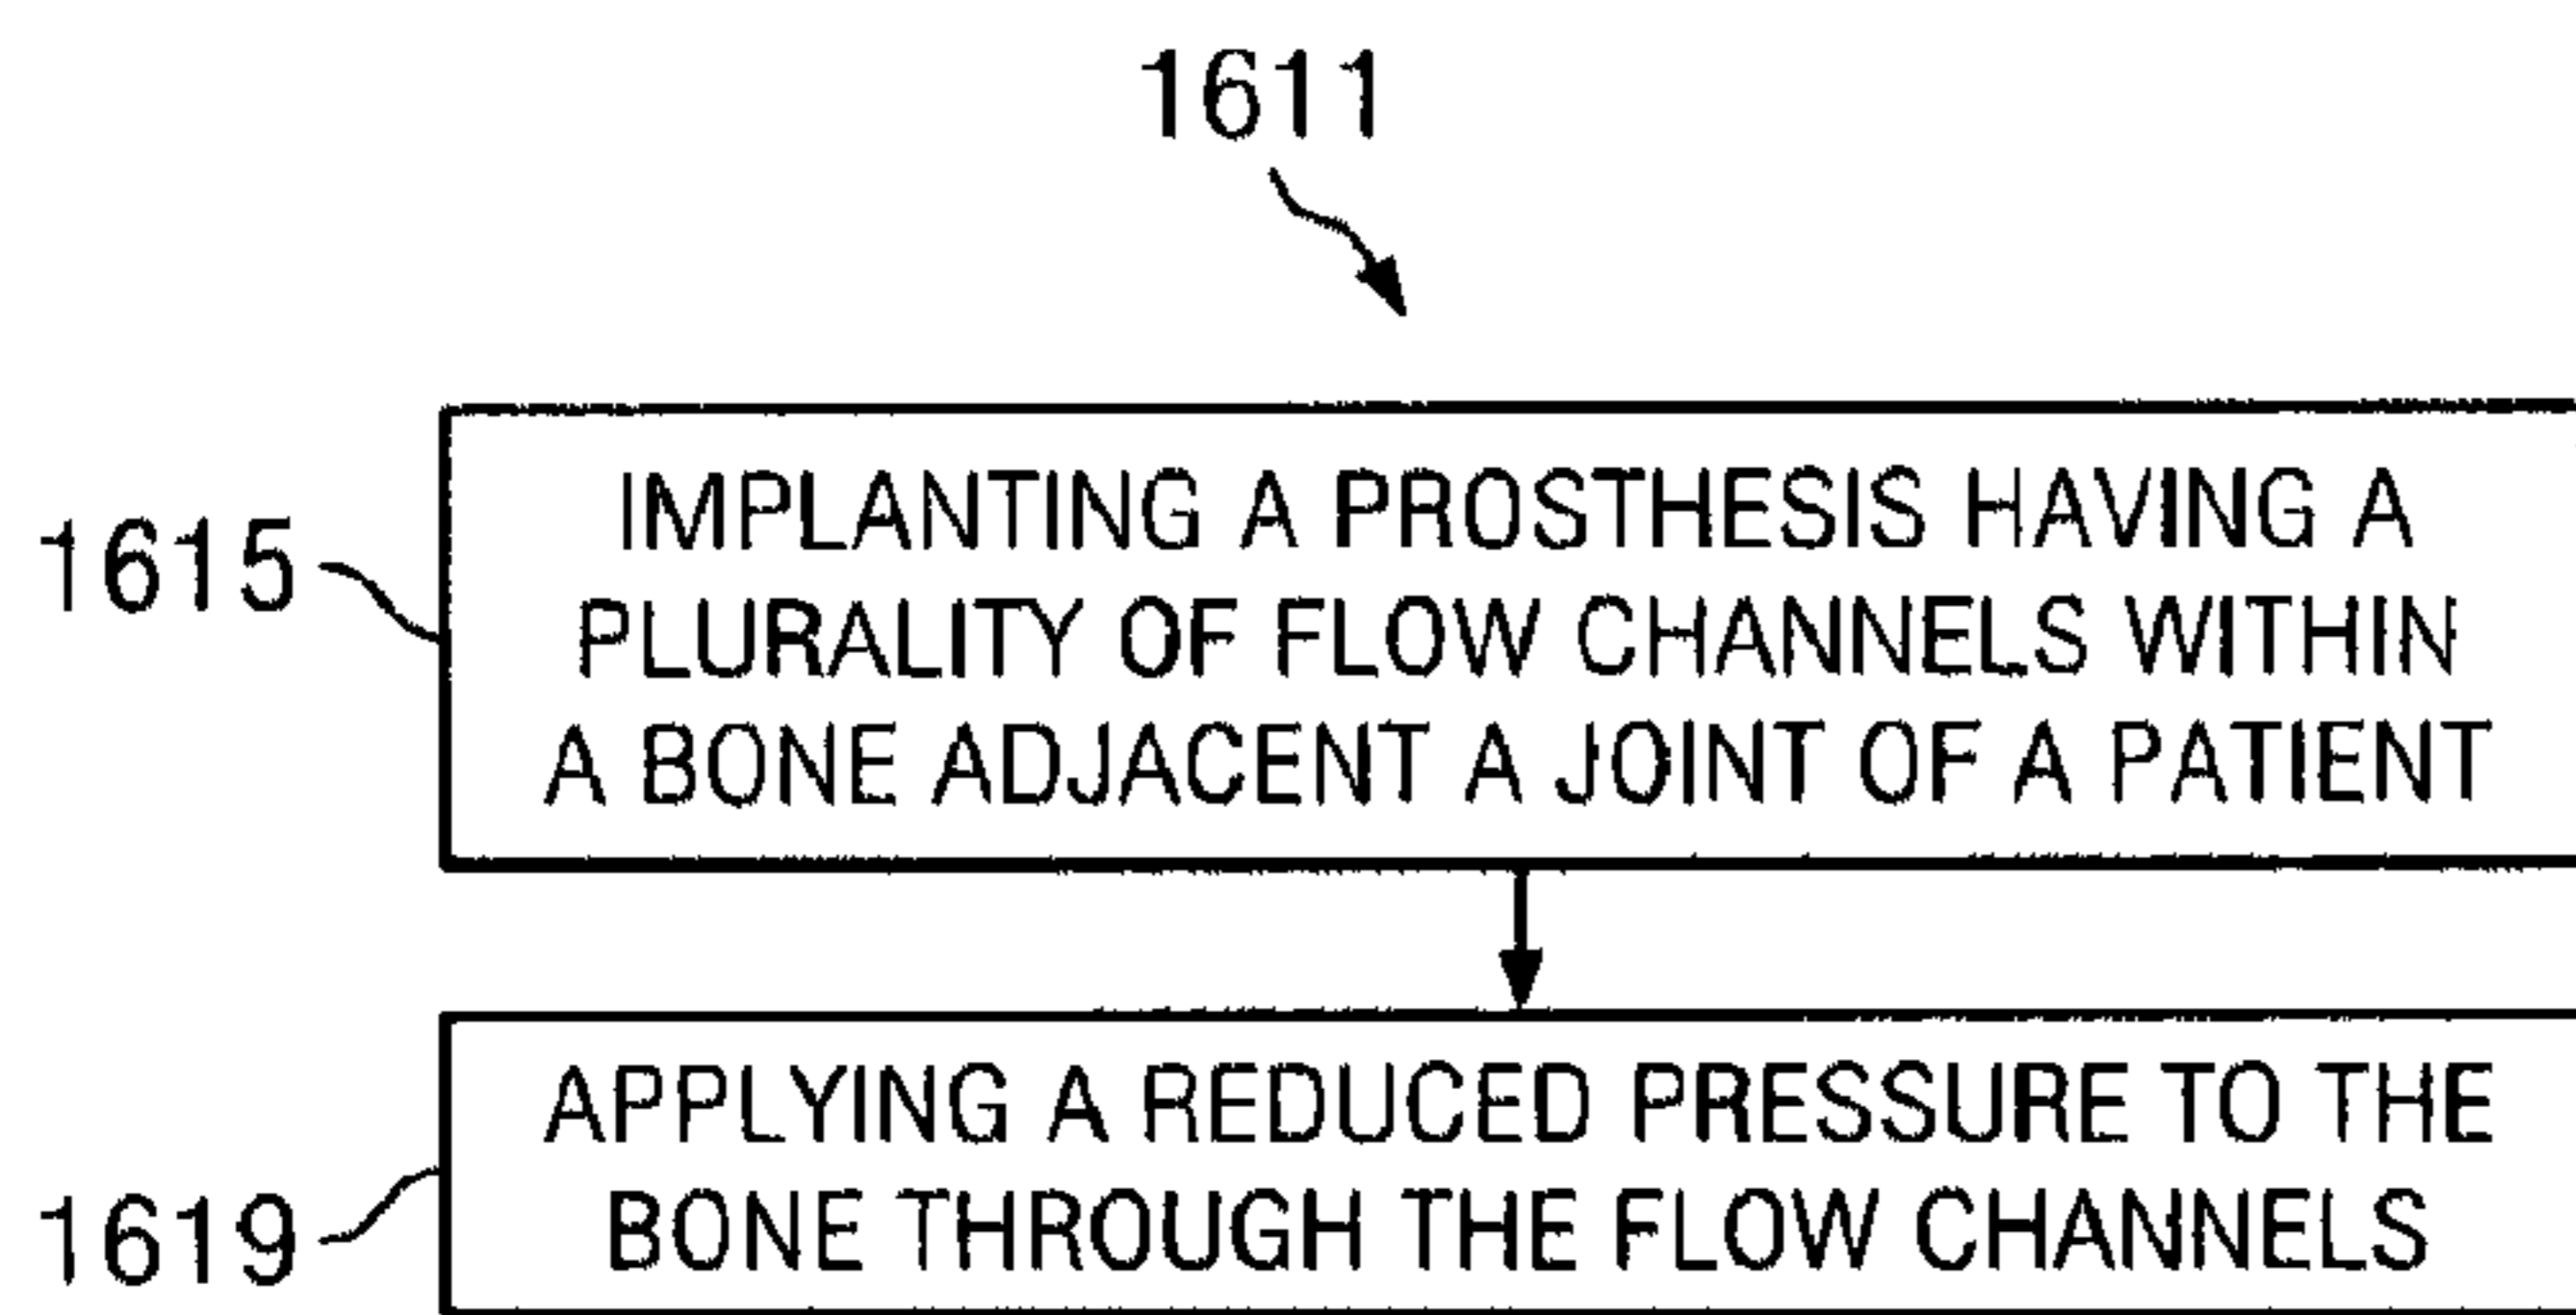 1611
1615
IMPLANTING A PROSTHESIS HAVING A
PLURALITY OF FLOW CHANNELS WITHIN
A BONE ADJACENT A JOINT OF A PATIENT
1619
APPLYING A REDUCED PRESSURE TO THE
BONE THROUGH THE FLOW CHANNELS